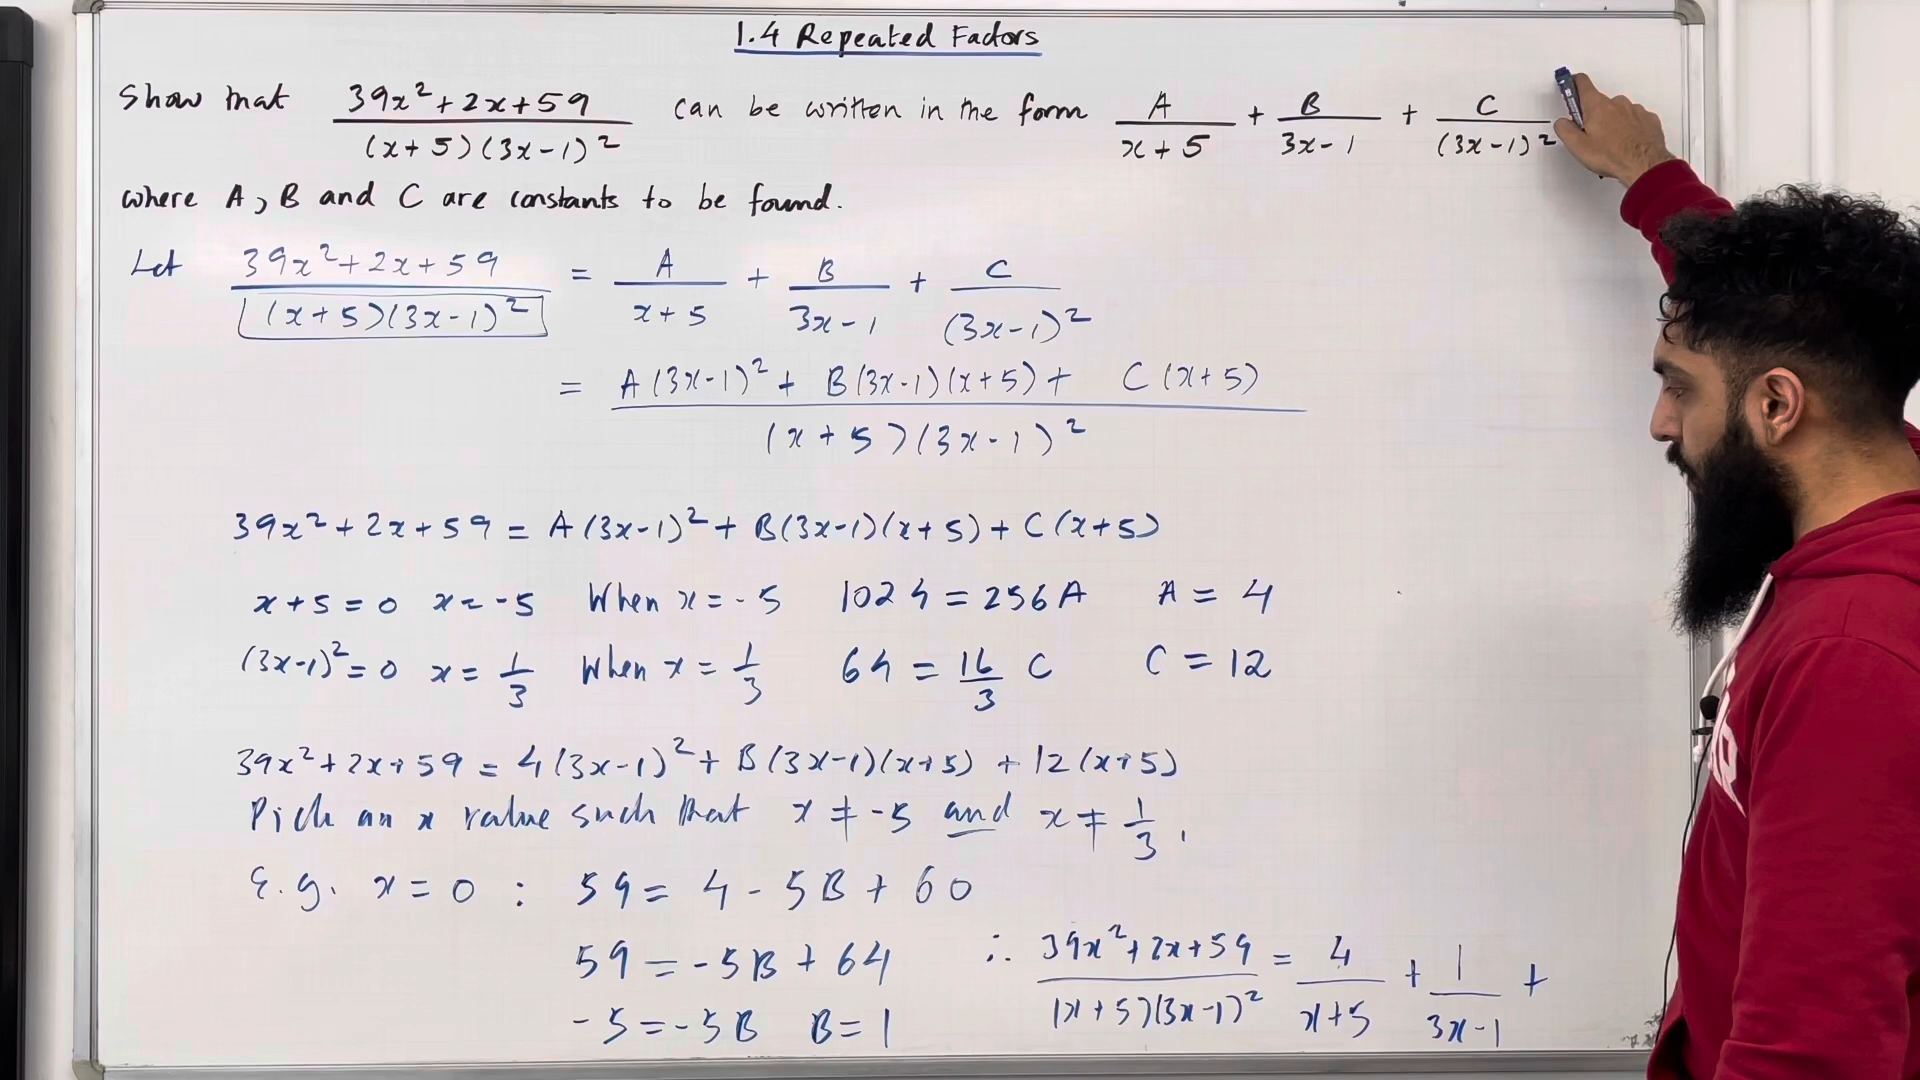 1.4 Repeated Factors
Show that (39x²+2x+59)/((x+5)(3x-1)²) can be written in the form A/(x+5) + B/(3x-1) + C/(3x-1)²
where A, B and C are constants to be found.
Let (39x²+2x+59)/((x+5)(3x-1)²) = A/(x+5) + B/(3x-1) + C/(3x-1)²
= (A(3x-1)² + B(3x-1)(x+5) + C(x+5))/((x+5)(3x-1)²)
39x²+2x+59 = A(3x-1)² + B(3x-1)(x+5) + C(x+5)
x+5=0 x=-5 When x=-5 1024 = 256A A = 4
(3x-1)²=0 x=1/3 When x=1/3 64 = 16/3 C C = 12
39x²+2x+59 = 4(3x-1)² + B(3x-1)(x+5) + 12(x+5)
Pick an x value such that x ≠ -5 and x ≠ 1/3.
E.g. x=0 : 59 = 4 - 5B + 60
59 = -5B + 64
-5 = -5B B = 1
∴ (39x²+2x+59)/((x+5)(3x-1)²) = 4/(x+5) + 1/(3x-1) +